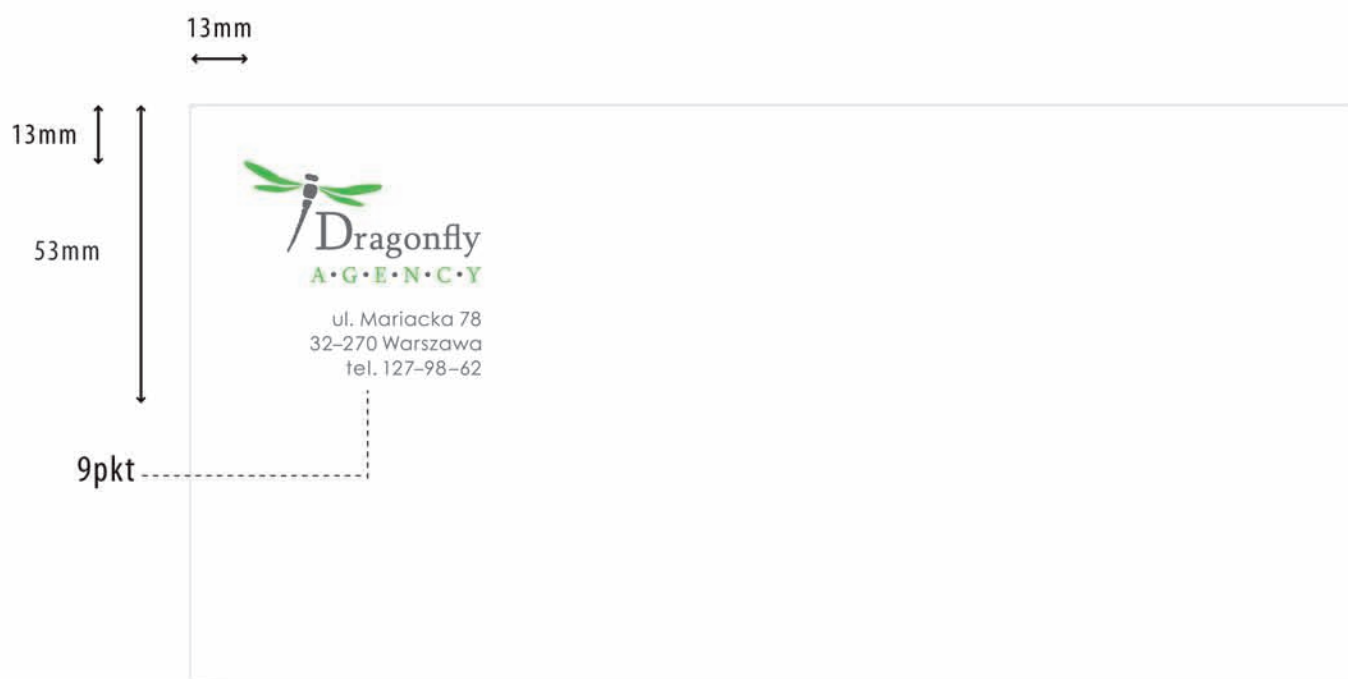 13mm
13mm
53mm
Dragonfly
A•G•E•N•C•Y
ul. Mariacka 78
32–270 Warszawa
tel. 127–98–62
9pkt